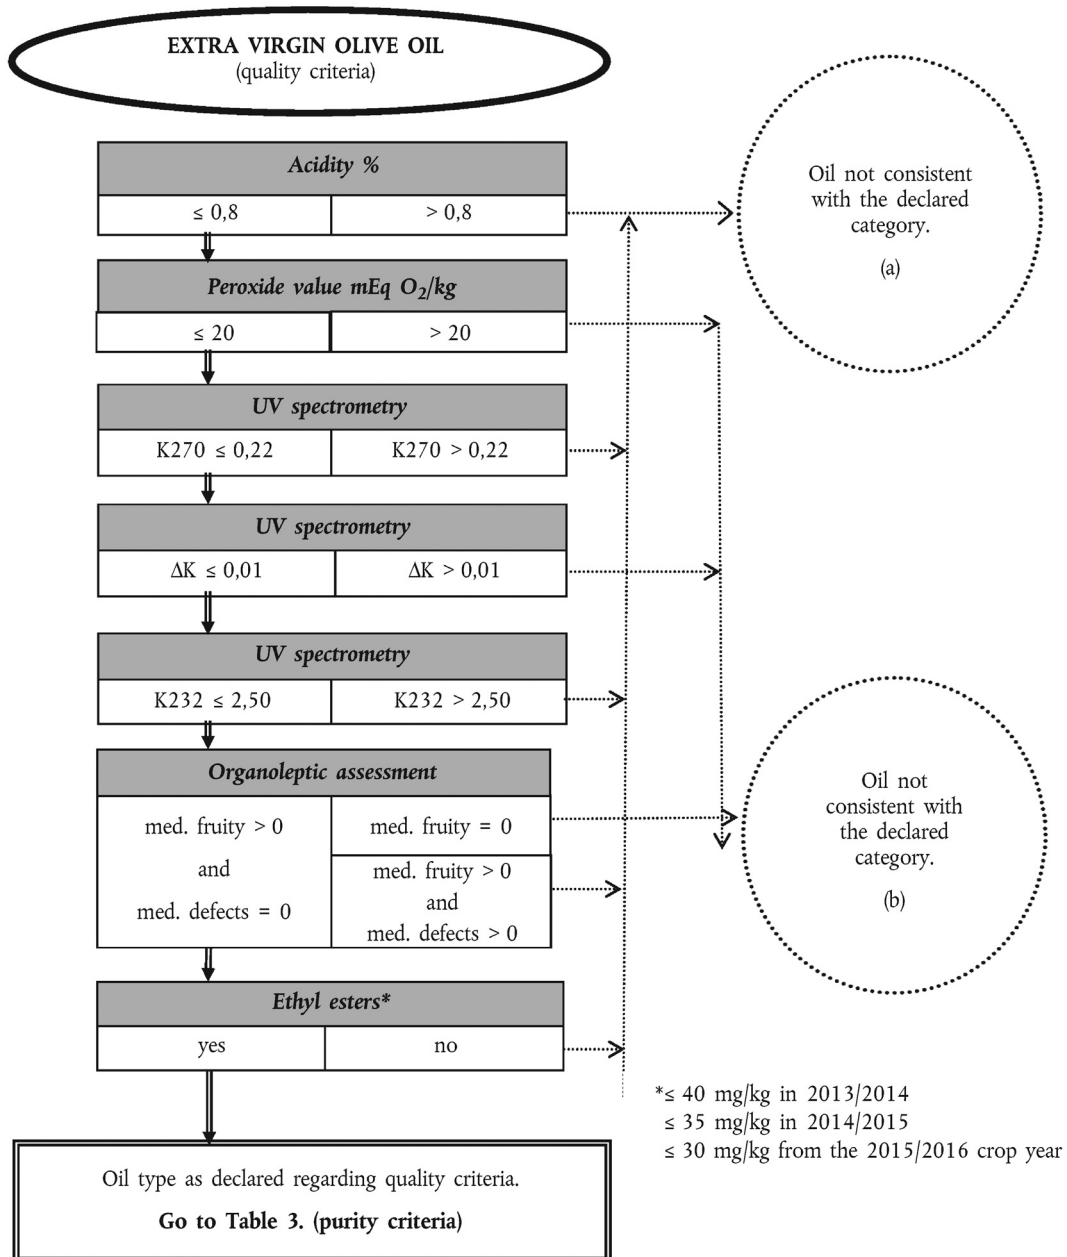 EXTRA VIRGIN OLIVE OIL
(quality criteria)
Acidity %
≤ 0,8
> 0,8
Oil not consistent
with the declared
category.
(a)
Peroxide value mEq O₂/kg
≤ 20
> 20
UV spectrometry
K270 ≤ 0,22
K270 > 0,22
UV spectrometry
ΔK ≤ 0,01
ΔK > 0,01
UV spectrometry
K232 ≤ 2,50
K232 > 2,50
Organoleptic assessment
med. fruity > 0
and
med. defects = 0
med. fruity = 0
med. fruity > 0
and
med. defects > 0
Oil not
consistent with
the declared
category.
(b)
Ethyl esters*
yes
no
*≤ 40 mg/kg in 2013/2014
≤ 35 mg/kg in 2014/2015
≤ 30 mg/kg from the 2015/2016 crop year
Oil type as declared regarding quality criteria.
Go to Table 3. (purity criteria)